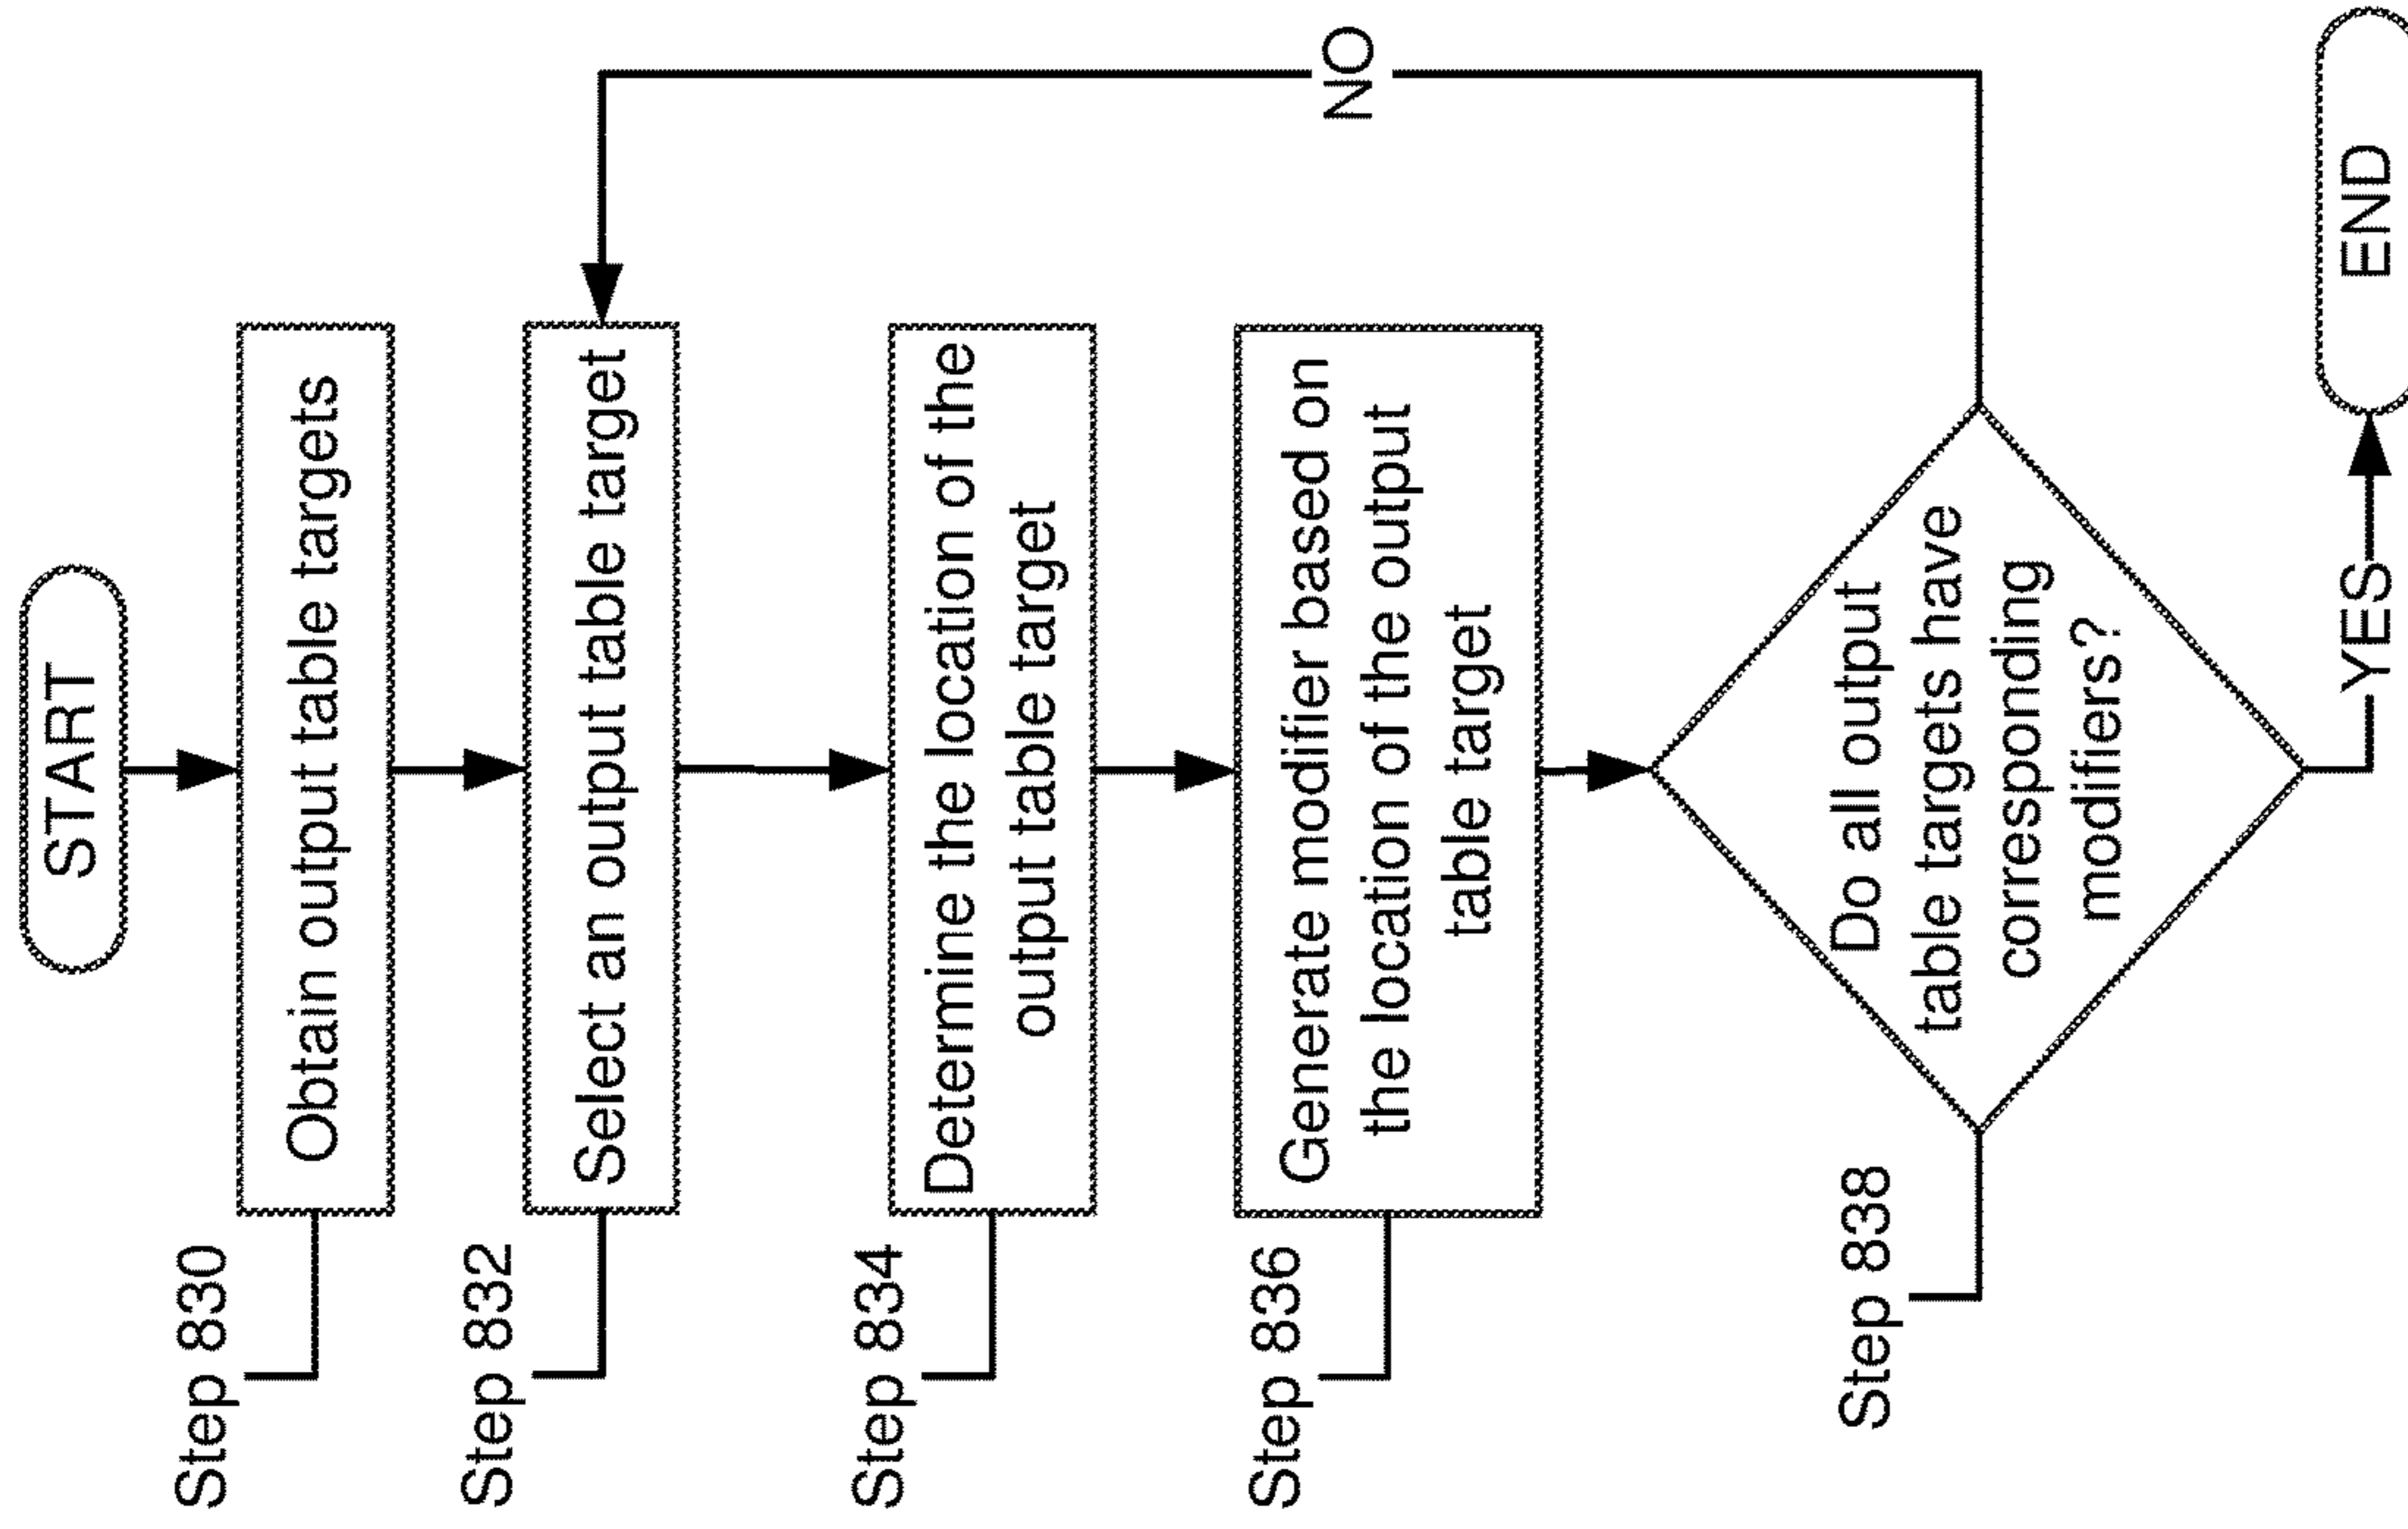 START
Step 830
Obtain output table targets
Step 832
Select an output table target
Step 834
Determine the location of the
output table target
Step 836
Generate modifier based on
the location of the output
table target
Step 838
Do all output
table targets have
corresponding
modifiers?
NO
YES
END